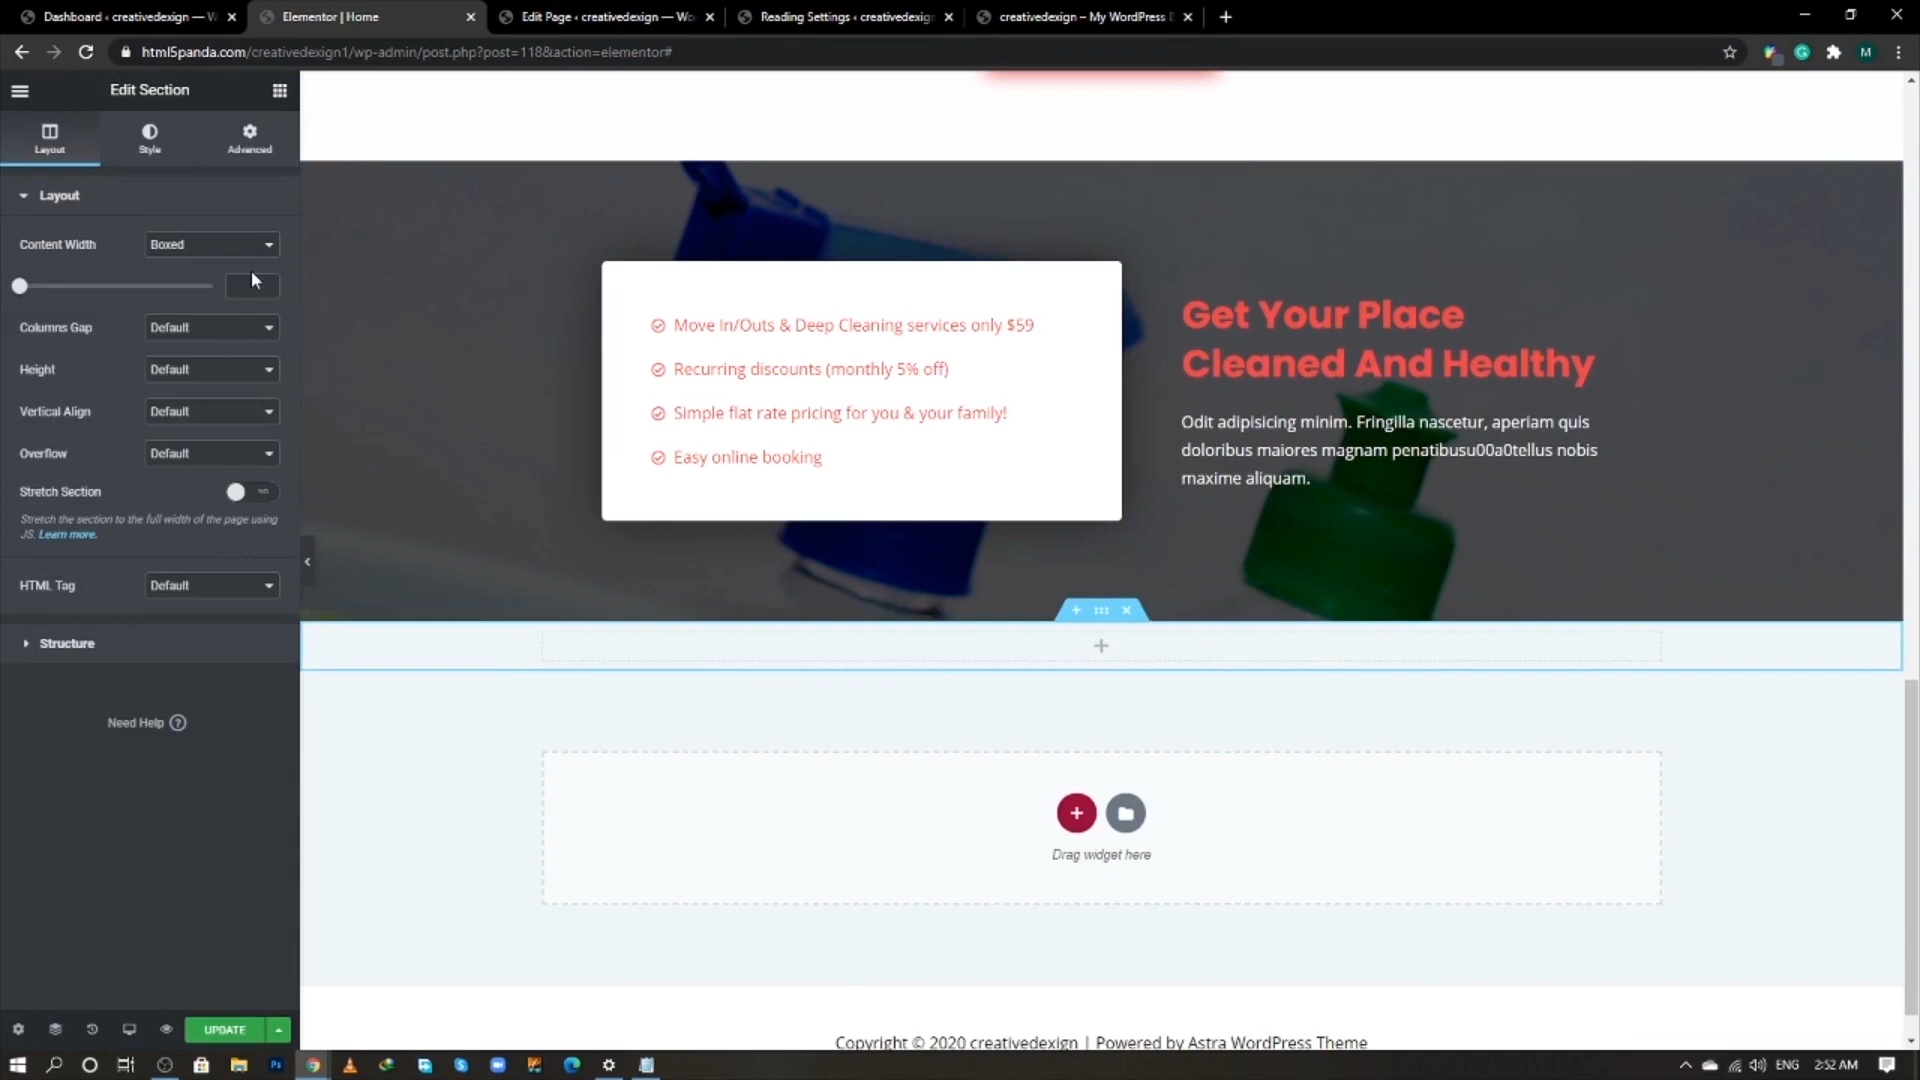 Dashboard ‹ creativedexign — W
Elementor | Home
Edit Page ‹ creativedexign — Wo
Reading Settings ‹ creativedexign
creativedexign – My WordPress B
html5panda.com/creativedexign1/wp-admin/post.php?post=118&action=elementor#
M
Edit Section
Layout
Style
Advanced
Layout
Content Width
Boxed
Columns Gap
Default
Height
Default
Vertical Align
Default
Overflow
Default
Stretch Section
NO
Stretch the section to the full width of the page using
JS. Learn more.
HTML Tag
Default
Structure
Need Help
UPDATE
Move In/Outs & Deep Cleaning services only $59
Recurring discounts (monthly 5% off)
Simple flat rate pricing for you & your family!
Easy online booking
Get Your Place
Cleaned And Healthy
Odit adipisicing minim. Fringilla nascetur, aperiam quis
doloribus maiores magnam penatibusu00a0tellus nobis
maxime aliquam.
Drag widget here
Copyright © 2020 creativedexign | Powered by Astra WordPress Theme
Ps
ENG
2:52 AM